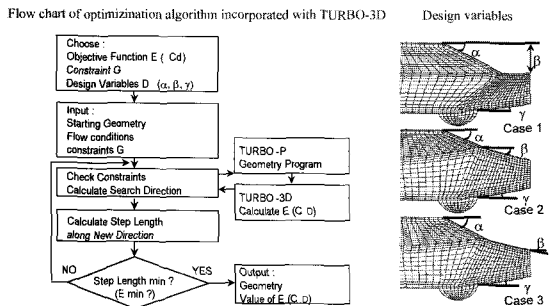 Flow chart of optimizination algorithm incorporated with TURBO-3D
Design variables
Choose :
Objective Function E ( Cd)
Constraint G
Design Variables D (α, β, γ)
Input :
Starting Geometry
Flow conditions
constraints G
Check Constraints
Calculate Search Direction
TURBO-P
Geometry Program
TURBO-3D
Calculate E (C D)
Calculate Step Length
along New Direction
NO
Step Length min ?
(E min ?)
YES
Output :
Geometry
Value of E (C D)
α
β
γ
Case 1
α
β
γ
Case 2
α
β
γ
Case 3